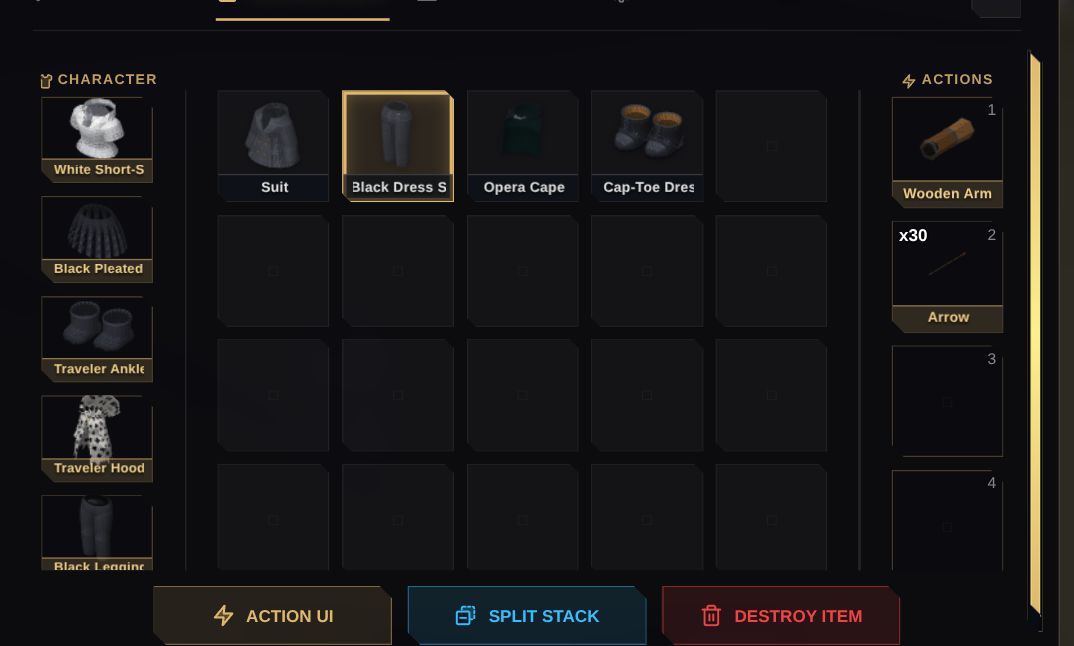 CHARACTER
ACTIONS
White Short-S
Black Pleated
Traveler Ankle
Traveler Hood
Black Legging
Suit
Black Dress S
Opera Cape
Cap-Toe Dres
1
Wooden Arm
x30
2
Arrow
3
4
ACTION UI
SPLIT STACK
DESTROY ITEM